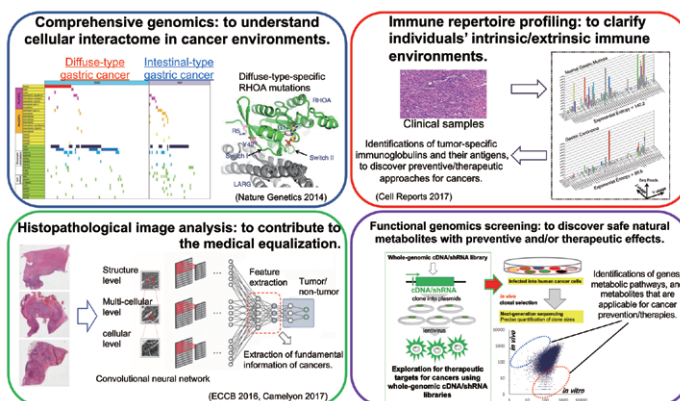 Comprehensive genomics: to understand
cellular interactome in cancer environments.
Diffuse-type
gastric cancer
Intestinal-type
gastric cancer
Diffuse-type-specific
RHOA mutations
RHOA
Switch I
Switch II
LARG
(Nature Genetics 2014)
Immune repertoire profiling: to clarify
individuals' intrinsic/extrinsic immune
environments.
Clinical samples
Identifications of tumor-specific
immunoglobulins and their antigens,
to discover preventive/therapeutic
approaches for cancers.
(Cell Reports 2017)
Normal Gastric Mucosa
Gastric Carcinoma
Histopathological image analysis: to contribute
to the medical equalization.
Structure
level
Multi-cellular
level
cellular
level
Feature
extraction
Tumor/
non-tumor
Extraction of fundamental
information of cancers.
Convolutional neural network
(ECCB 2016, Camelyon 2017)
Functional genomics screening: to discover safe natural
metabolites with preventive and/or therapeutic effects.
Whole-genomic cDNA/shRNA library
cDNA/shRNA
clone into plasmids
lentivirus
Exploration for therapeutic
targets for cancers using
whole-genomic cDNA/shRNA
libraries
Infected into human cancer cells
in vivo
clonal selection
Next-generation sequencing
Precise quantification of clone sizes
in vivo
in vitro
Identifications of genes,
metabolic pathways, and
metabolites that are
applicable for cancer
prevention/therapies.